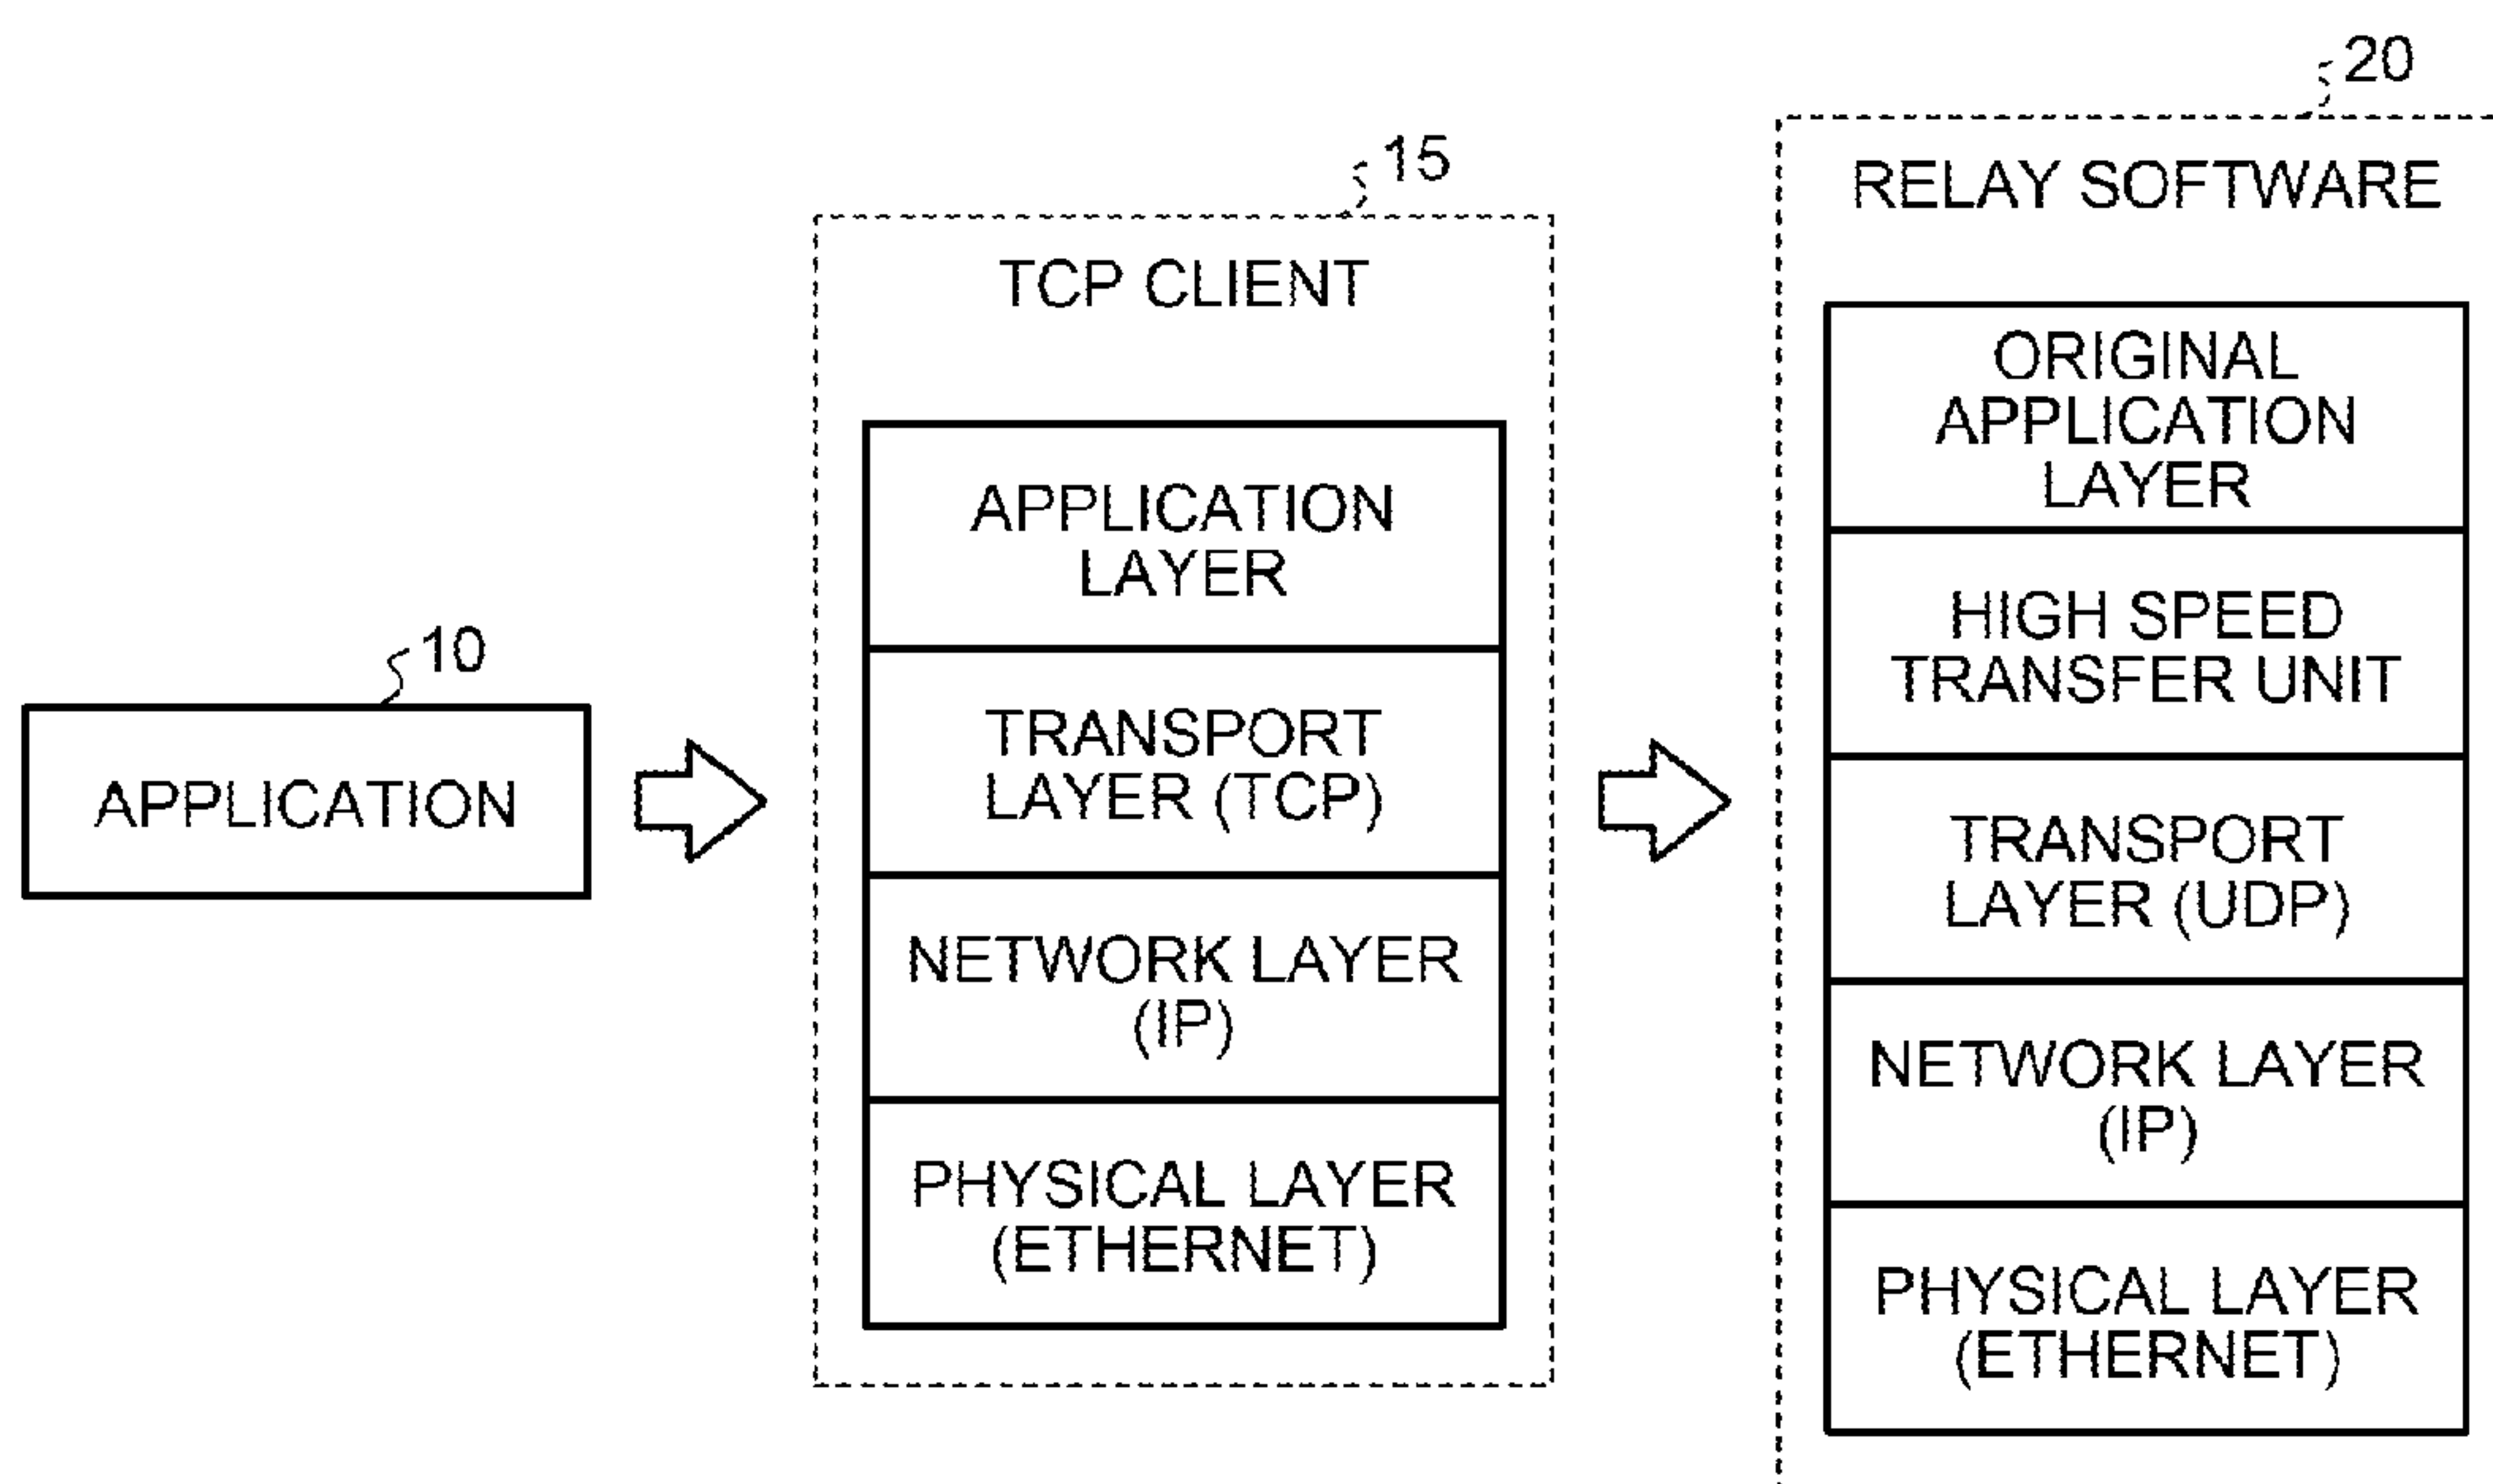 10
APPLICATION
15
TCP CLIENT
APPLICATION
LAYER
TRANSPORT
LAYER (TCP)
NETWORK LAYER
(IP)
PHYSICAL LAYER
(ETHERNET)
20
RELAY SOFTWARE
ORIGINAL
APPLICATION
LAYER
HIGH SPEED
TRANSFER UNIT
TRANSPORT
LAYER (UDP)
NETWORK LAYER
(IP)
PHYSICAL LAYER
(ETHERNET)